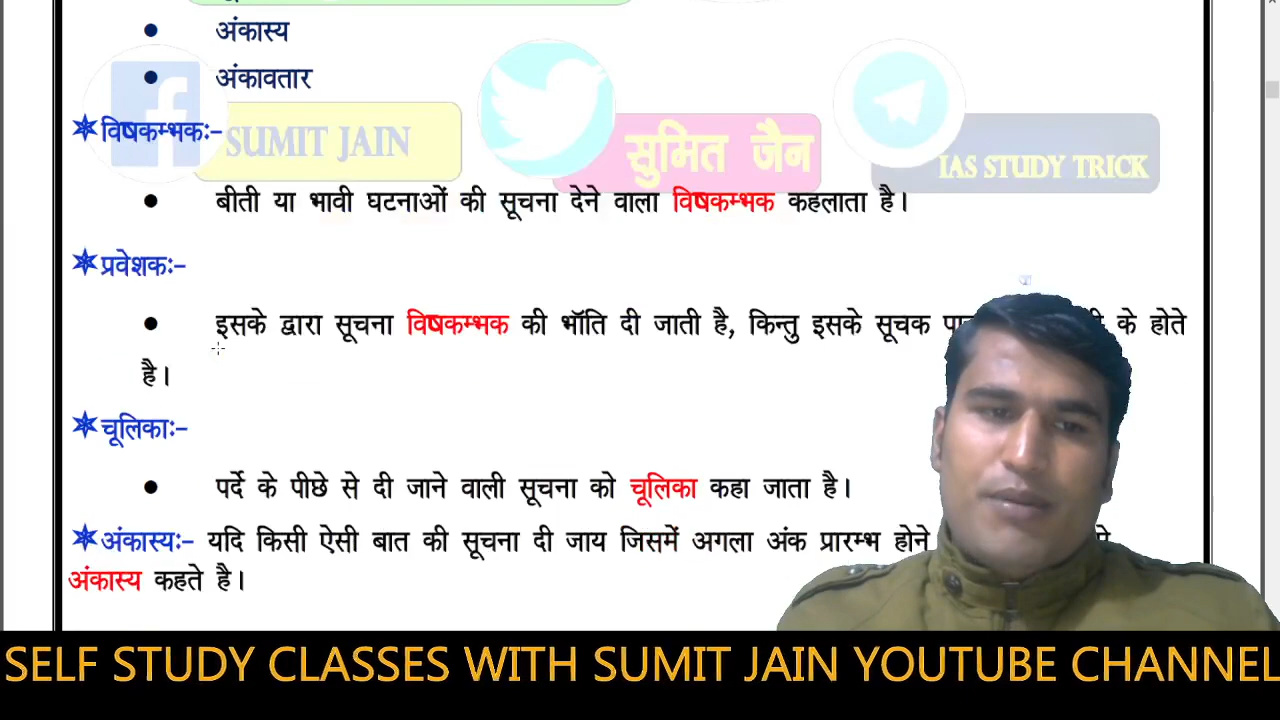 अंकास्य
अंकावतार
विषकम्भकः-
SUMIT JAIN
सुमित जैन
IAS STUDY TRICK
बीती या भावी घटनाओं की सूचना देने वाला विषकम्भक कहलाता है।
प्रवेशकः-
इसके द्वारा सूचना विषकम्भक की भॉति दी जाती है, किन्तु इसके सूचक के होते
है।
चूलिकाः-
पर्दे के पीछे से दी जाने वाली सूचना को चूलिका कहा जाता है।
अंकास्यः- यदि किसी ऐसी बात की सूचना दी जाय जिसमें अगला अंक प्रारम्भ होने
अंकास्य कहते है।
SELF STUDY CLASSES WITH SUMIT JAIN YOUTUBE CHANNEL